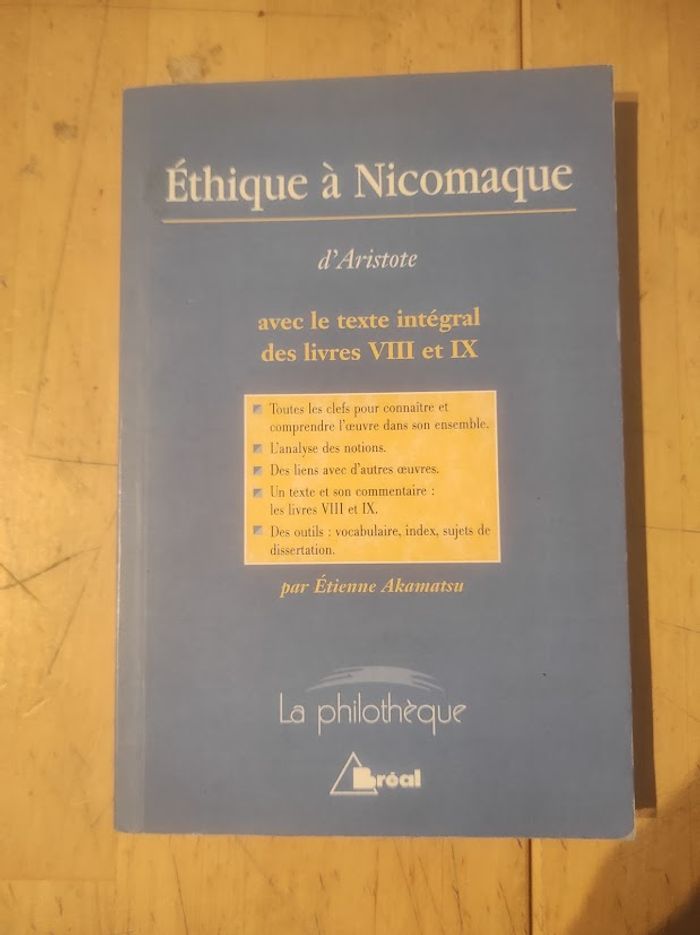 Éthique à Nicomaque
d'Aristote
avec le texte intégral
des livres VIII et IX
Toutes les clefs pour connaître et
comprendre l'œuvre dans son ensemble.
L'analyse des notions.
Des liens avec d'autres œuvres.
Un texte et son commentaire :
les livres VIII et IX.
Des outils : vocabulaire, index, sujets de
dissertation.
par Étienne Akamatsu
La philothèque
Bréal